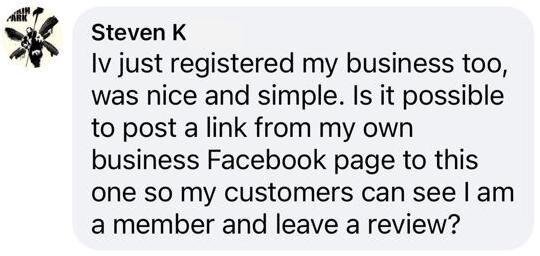 Steven K
Iv just registered my business too,
was nice and simple. Is it possible
to post a link from my own
business Facebook page to this
one so my customers can see I am
a member and leave a review?